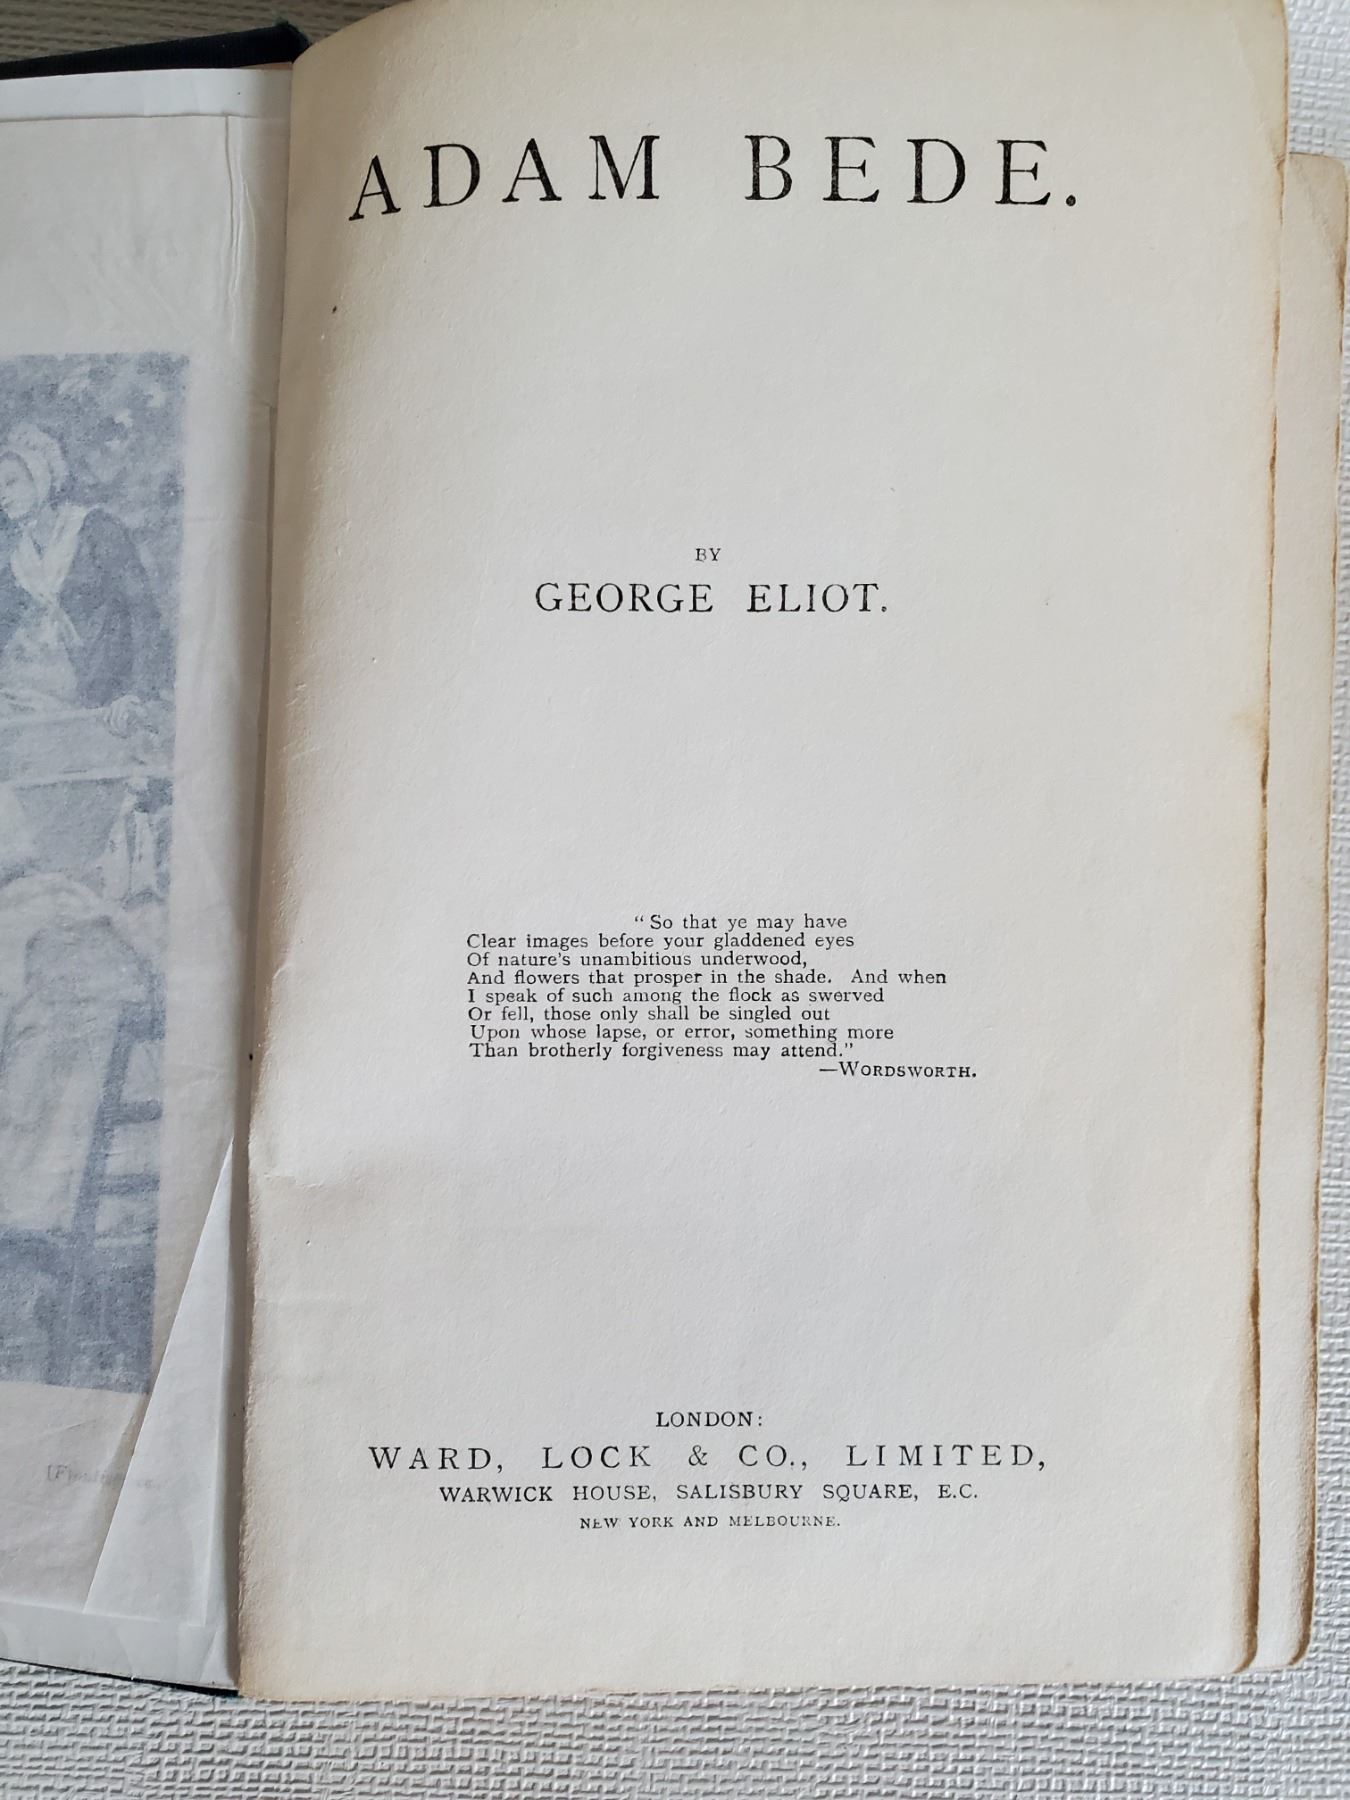 ADAM BEDE.
BY
GEORGE ELIOT.
“ So that ye may have
Clear images before your gladdened eyes
Of nature's unambitious underwood,
And flowers that prosper in the shade. And when
I speak of such among the flock as swerved
Or fell, those only shall be singled out
Upon whose lapse, or error, something more
Than brotherly forgiveness may attend.”
—WORDSWORTH.
LONDON:
WARD, LOCK & CO., LIMITED,
WARWICK HOUSE, SALISBURY SQUARE, E.C.
NEW YORK AND MELBOURNE.